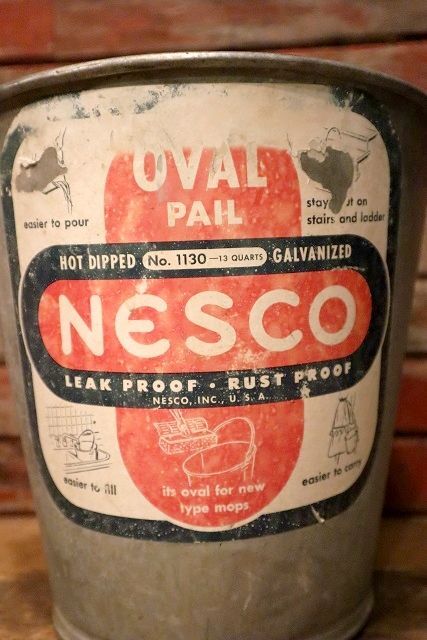 OVAL
PAIL
easier to pour
stay put on
stairs and ladder
HOT DIPPED No. 1130 —13 QUARTS GALVANIZED
NESCO
LEAK PROOF • RUST PROOF
NESCO, INC., U. S. A.
easier to fill
its oval for new
type mops
easier to carry